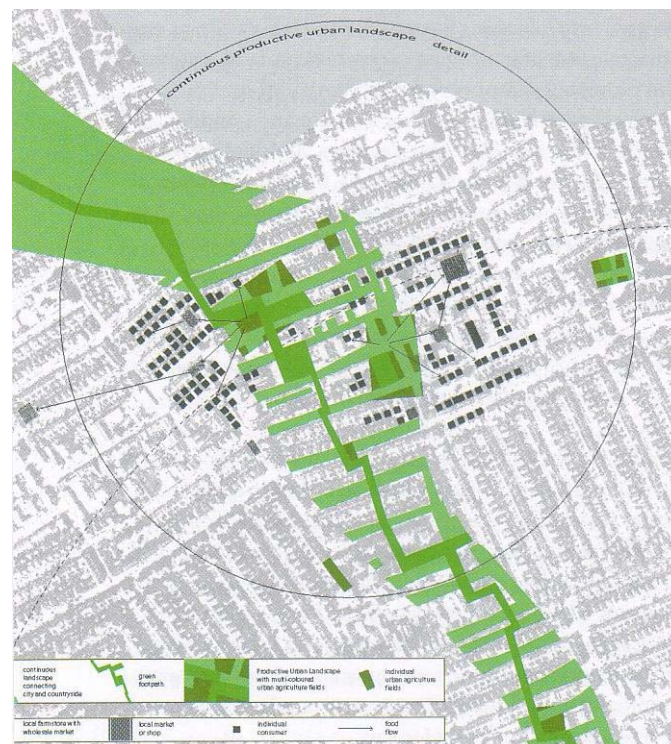 continuous productive urban landscape detail
continuous
landscape
connecting
city and countryside
green
footpath
Productive Urban Landscape
with multi-coloured
urban agriculture fields
individual
urban agriculture
fields
local farmstore with
wholesale market
local market
or shop
individual
consumer
food
flow